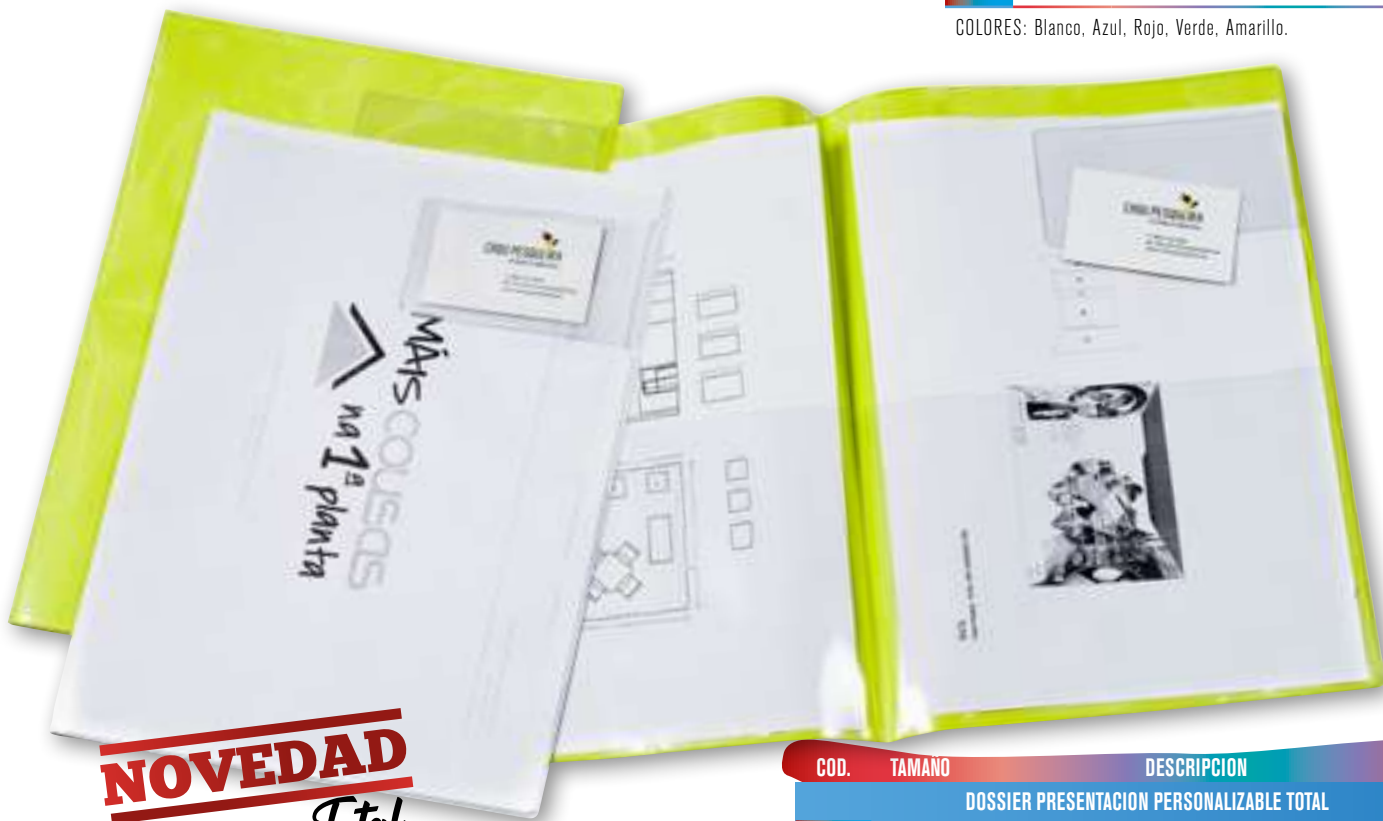 COLORES: Blanco, Azul, Rojo, Verde, Amarillo.
MÁIS COUSAS
na 1ª planta
NOVEDAD
Total
COD. TAMAÑO DESCRIPCION
DOSSIER PRESENTACION PERSONALIZABLE TOTAL